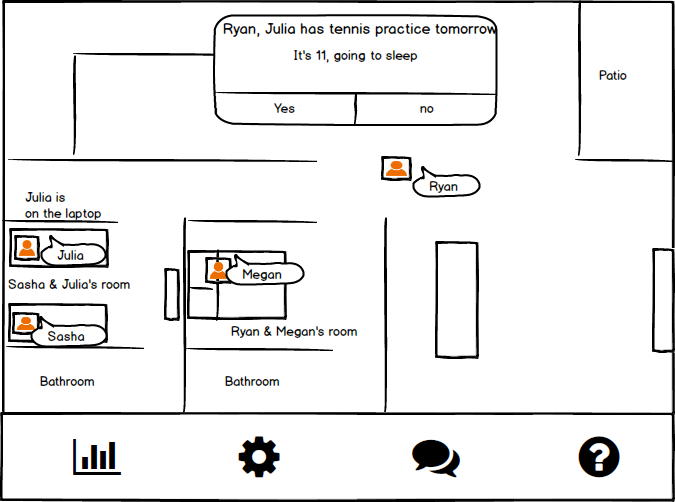 Ryan, Julia has tennis practice tomorrow
It's 11, going to sleep
Yes
no
Patio
Ryan
Julia is
on the laptop
Julia
Megan
Sasha & Julia's room
Sasha
Ryan & Megan's room
Bathroom
Bathroom
?